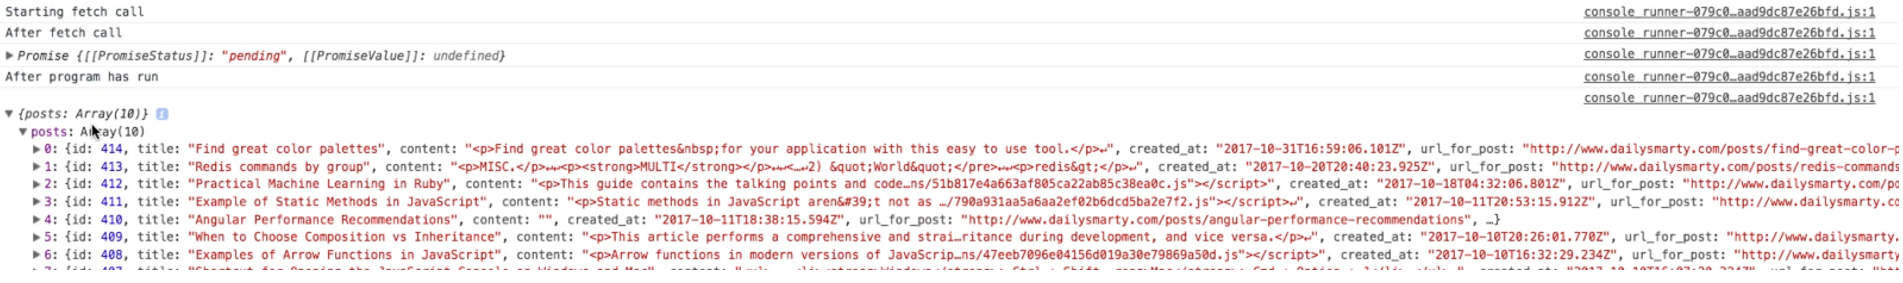 Starting fetch call console_runner-079c0…aad9dc87e26bfd.js:1
After fetch call console_runner-079c0…aad9dc87e26bfd.js:1
▶ Promise {[[PromiseStatus]]: "pending", [[PromiseValue]]: undefined} console_runner-079c0…aad9dc87e26bfd.js:1
After program has run console_runner-079c0…aad9dc87e26bfd.js:1
console_runner-079c0…aad9dc87e26bfd.js:1
▼ {posts: Array(10)} i
▼ posts: Array(10)
▶ 0: {id: 414, title: "Find great color palettes", content: "<p>Find great color palettes&nbsp;for your application with this easy to use tool.</p>↵", created_at: "2017-10-31T16:59:06.101Z", url_for_post: "http://www.dailysmarty.com/posts/find-great-color-p
▶ 1: {id: 413, title: "Redis commands by group", content: "<p>MISC.</p>↵↵<p><strong>MULTI</strong></p>↵↵<…↵2) &quot;World&quot;</pre>↵↵<p>redis&gt;</p>↵", created_at: "2017-10-20T20:40:23.925Z", url_for_post: "http://www.dailysmarty.com/posts/redis-commands
▶ 2: {id: 412, title: "Practical Machine Learning in Ruby", content: "<p>This guide contains the talking points and code…ns/51b817e4a663af805ca22ab85c38ea0c.js"></script>", created_at: "2017-10-18T04:32:06.801Z", url_for_post: "http://www.dailysmarty.com/po
▶ 3: {id: 411, title: "Example of Static Methods in JavaScript", content: "<p>Static methods in JavaScript aren&#39;t not as …/790a931aa5a6aa2ef02b6dcd5ba2e7f2.js"></script>↵", created_at: "2017-10-11T20:53:15.912Z", url_for_post: "http://www.dailysmarty.co
▶ 4: {id: 410, title: "Angular Performance Recommendations", content: "", created_at: "2017-10-11T18:38:15.594Z", url_for_post: "http://www.dailysmarty.com/posts/angular-performance-recommendations", …}
▶ 5: {id: 409, title: "When to Choose Composition vs Inheritance", content: "<p>This article performs a comprehensive and strai…ritance during development, and vice versa.</p>↵", created_at: "2017-10-10T20:26:01.770Z", url_for_post: "http://www.dailysmarty.
▶ 6: {id: 408, title: "Examples of Arrow Functions in JavaScript", content: "<p>Arrow functions in modern versions of JavaScrip…ns/47eeb7096e04156d019a30e79869a50d.js"></script>", created_at: "2017-10-10T16:32:29.234Z", url_for_post: "http://www.dailysmarty.